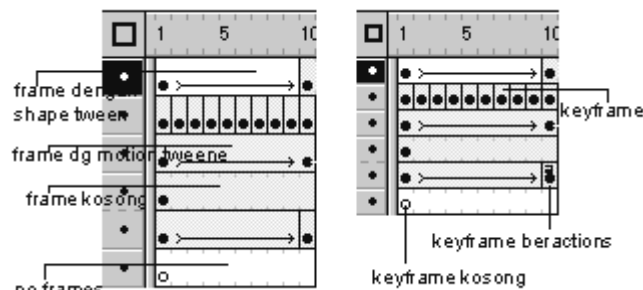 1 5 10
frame dengan
shape tween
frame dg motion tweene
frame kosong
no frames
1 5 10
keyframe
a
keyframe beractions
keyframe kosong